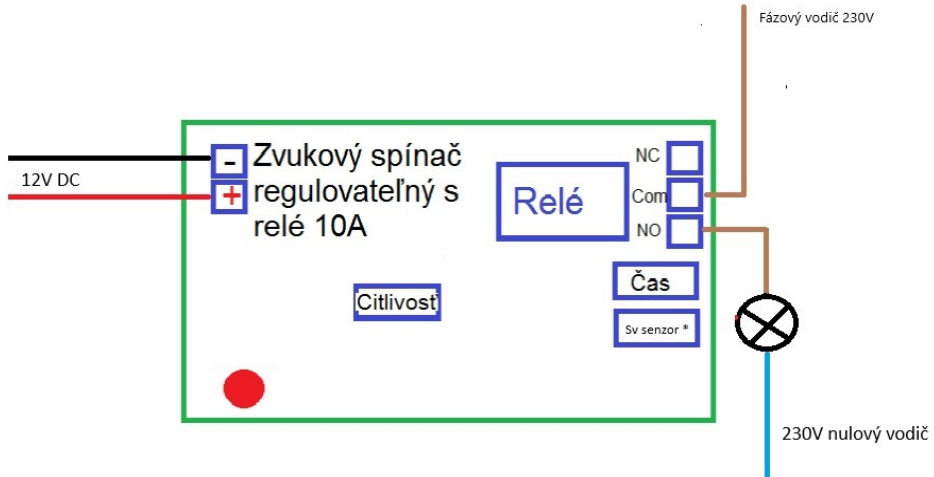 Fázový vodič 230V
- Zvukový spínač
12V DC
+ regulovateľný s
relé 10A
NC
Relé
Com
NO
Čas
Citlivosť
Sv senzor *
230V nulový vodič